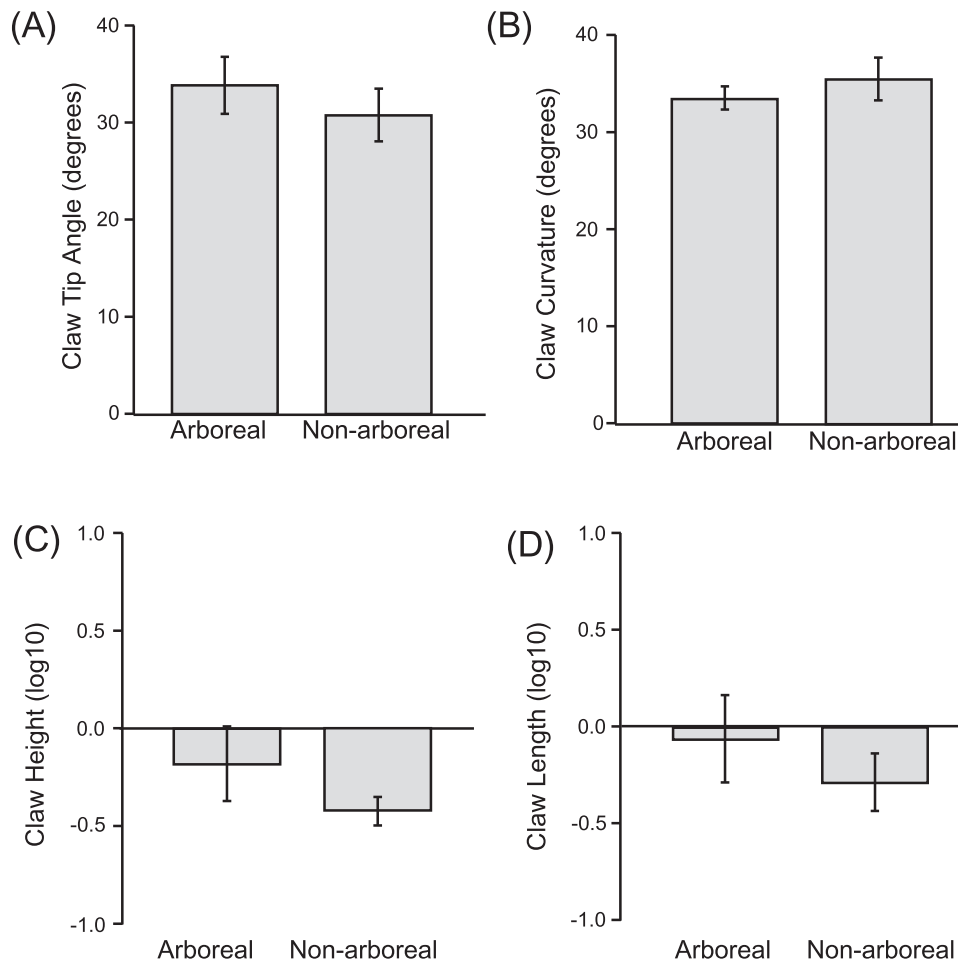 (A)
Claw Tip Angle (degrees)
40
30
20
10
0
Arboreal Non-arboreal
(B)
Claw Curvature (degrees)
40
30
20
10
0
Arboreal Non-arboreal
(C)
Claw Height (log10)
1.0
0.5
0.0
-0.5
-1.0
Arboreal Non-arboreal
(D)
Claw Length (log10)
1.0
0.5
0.0
-0.5
-1.0
Arboreal Non-arboreal